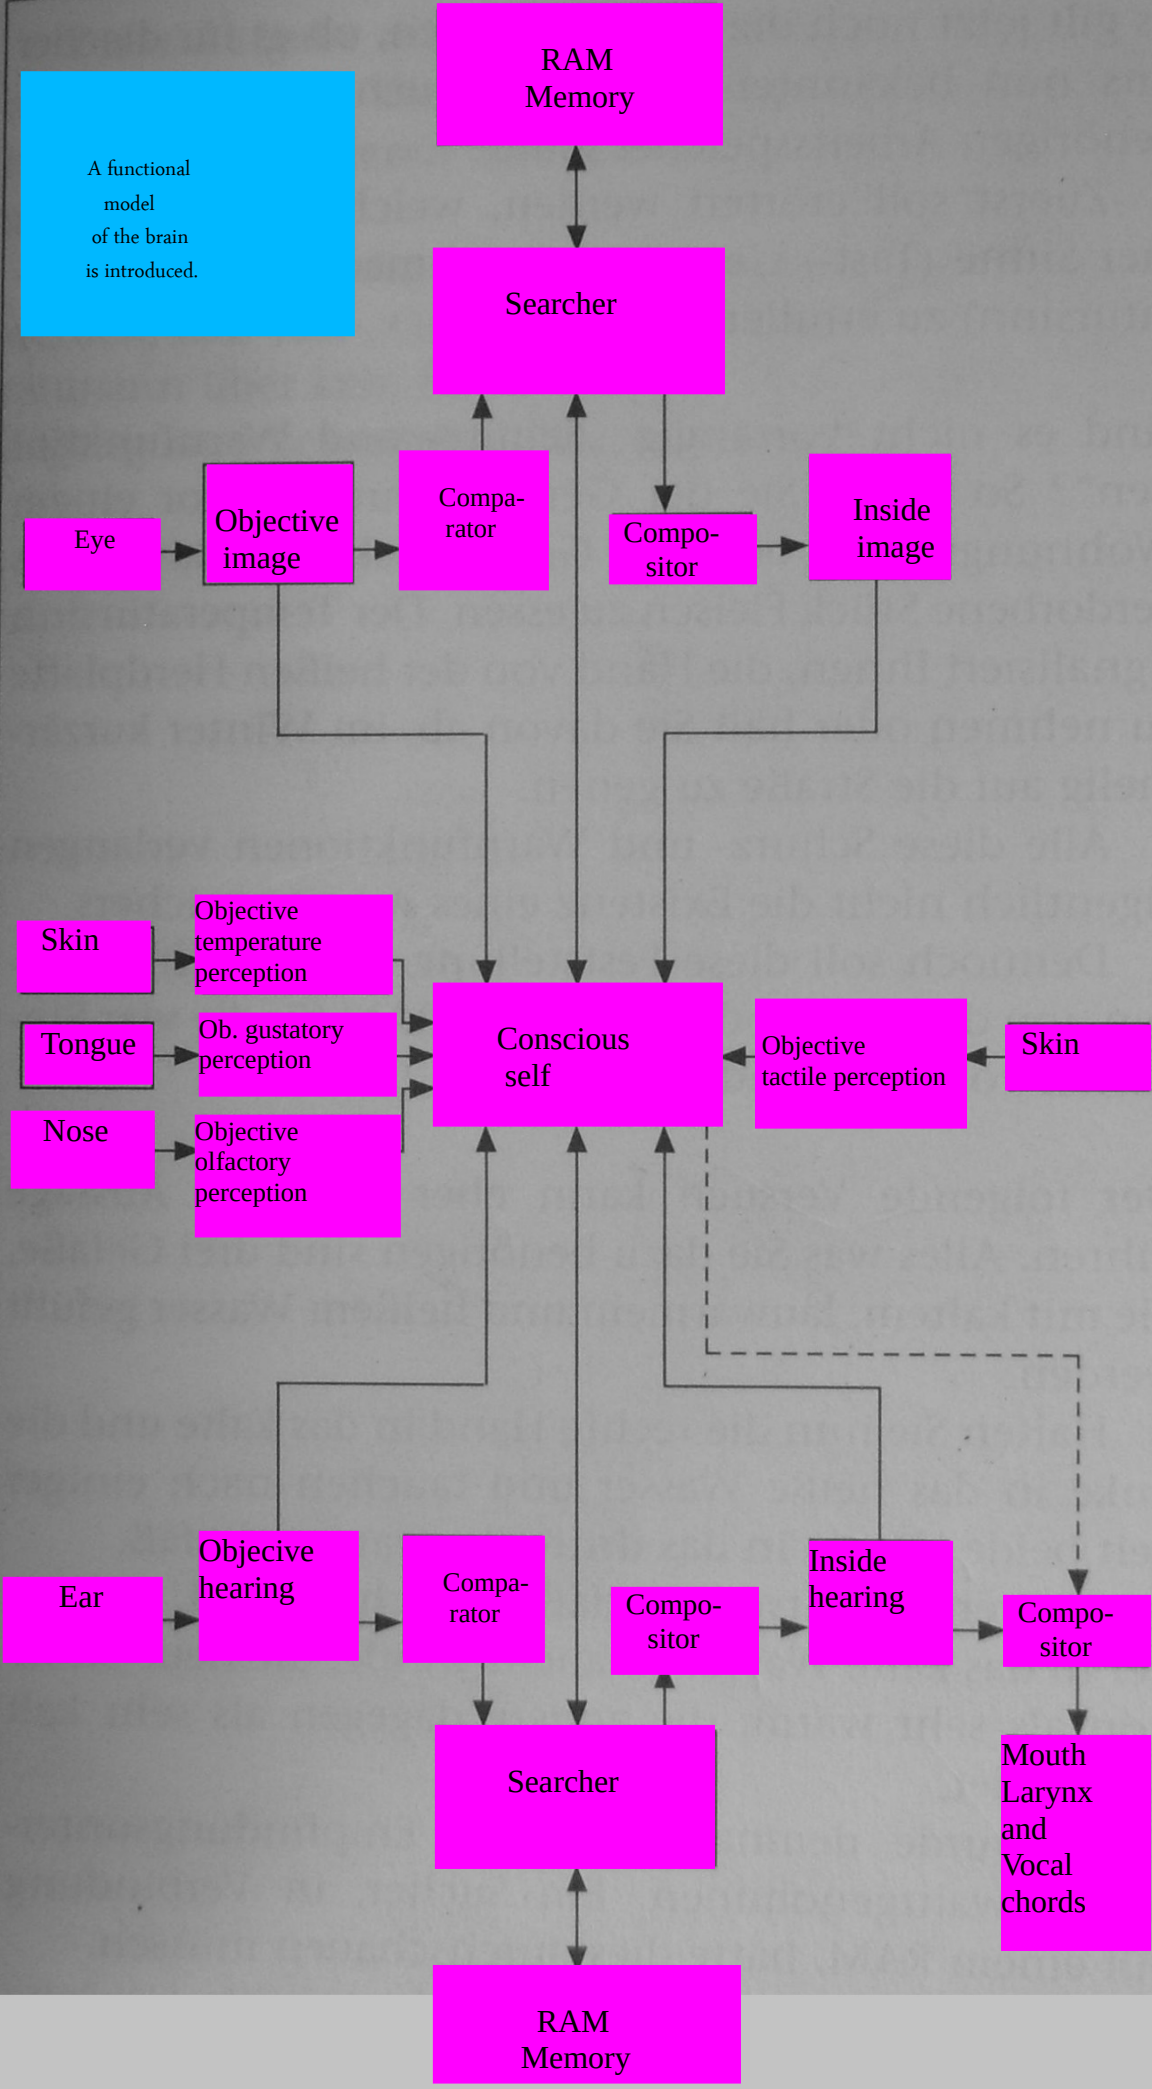 RAM
Memory
A functional
model
of the brain
is introduced.
Searcher
Eye
Objective
image
Compa-
rator
Compo-
sitor
Inside
image
Skin
Objective
temperature
perception
Tongue
Ob. gustatory
perception
Nose
Objective
olfactory
perception
Conscious
self
Objective
tactile perception
Skin
Ear
Objecive
hearing
Compa-
rator
Compo-
sitor
Inside
hearing
Compo-
sitor
Searcher
Mouth
Larynx
and
Vocal
chords
RAM
Memory